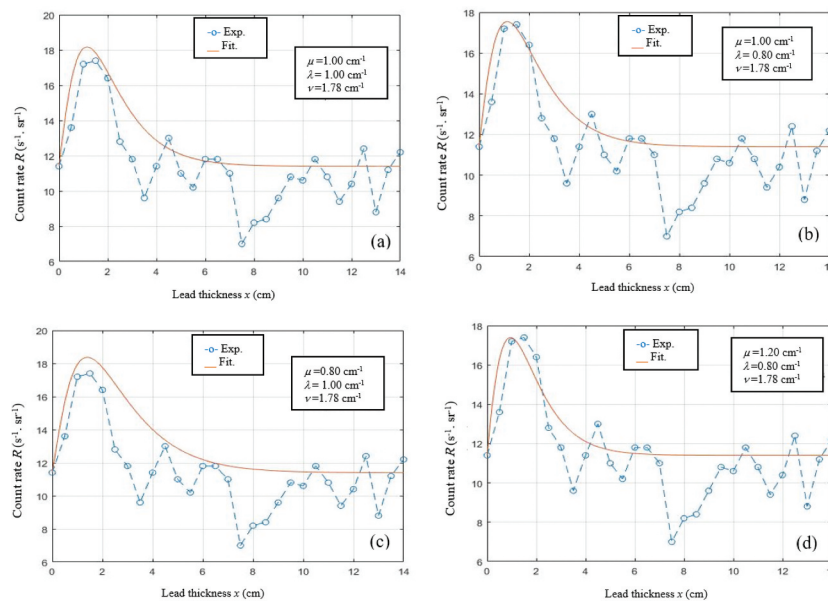 20
18
16
14
12
10
8
6
0 2 4 6 8 10 12 14
Count rate R (s⁻¹. sr⁻¹)
Lead thickness x (cm)
Exp.
Fit.
μ=1.00 cm⁻¹
λ=1.00 cm⁻¹
ν=1.78 cm⁻¹
(a)
18
16
14
12
10
8
6
0 2 4 6 8 10 12 14
Count rate R (s⁻¹. sr⁻¹)
Lead thickness x (cm)
Exp.
Fit.
μ=1.00 cm⁻¹
λ=0.80 cm⁻¹
ν=1.78 cm⁻¹
(b)
20
18
16
14
12
10
8
6
0 2 4 6 8 10 12 14
Count rate R (s⁻¹. sr⁻¹)
Lead thickness x (cm)
Exp.
Fit.
μ=0.80 cm⁻¹
λ=1.00 cm⁻¹
ν=1.78 cm⁻¹
(c)
18
16
14
12
10
8
6
0 2 4 6 8 10 12 14
Count rate R (s⁻¹. sr⁻¹)
Lead thickness x (cm)
Exp.
Fit.
μ=1.20 cm⁻¹
λ=0.80 cm⁻¹
ν=1.78 cm⁻¹
(d)